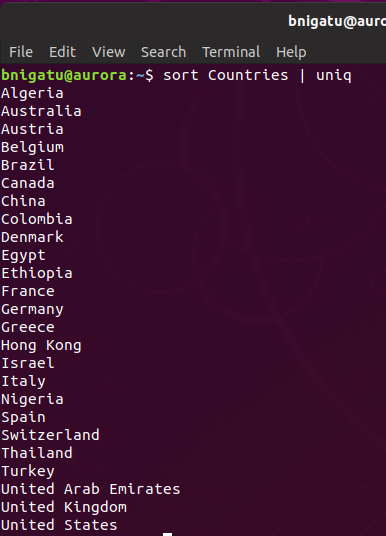 bnigatu@auro
File Edit View Search Terminal Help
bnigatu@aurora:~$ sort Countries | uniq
Algeria
Australia
Austria
Belgium
Brazil
Canada
China
Colombia
Denmark
Egypt
Ethiopia
France
Germany
Greece
Hong Kong
Israel
Italy
Nigeria
Spain
Switzerland
Thailand
Turkey
United Arab Emirates
United Kingdom
United States